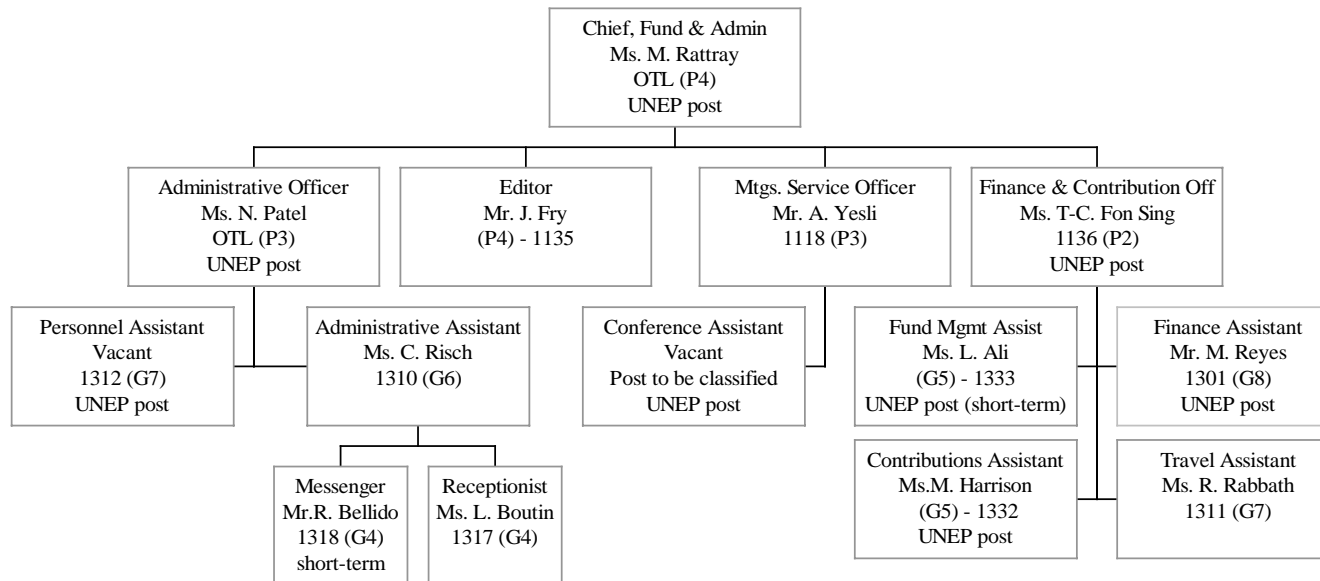 Chief, Fund & Admin
Ms. M. Rattray
OTL (P4)
UNEP post
Administrative Officer
Ms. N. Patel
OTL (P3)
UNEP post
Editor
Mr. J. Fry
(P4) - 1135
Mtgs. Service Officer
Mr. A. Yesli
1118 (P3)
Finance & Contribution Off
Ms. T-C. Fon Sing
1136 (P2)
UNEP post
Personnel Assistant
Vacant
1312 (G7)
UNEP post
Administrative Assistant
Ms. C. Risch
1310 (G6)
Conference Assistant
Vacant
Post to be classified
UNEP post
Fund Mgmt Assist
Ms. L. Ali
(G5) - 1333
UNEP post (short-term)
Finance Assistant
Mr. M. Reyes
1301 (G8)
UNEP post
Messenger
Mr.R. Bellido
1318 (G4)
short-term
Receptionist
Ms. L. Boutin
1317 (G4)
Contributions Assistant
Ms.M. Harrison
(G5) - 1332
UNEP post
Travel Assistant
Ms. R. Rabbath
1311 (G7)